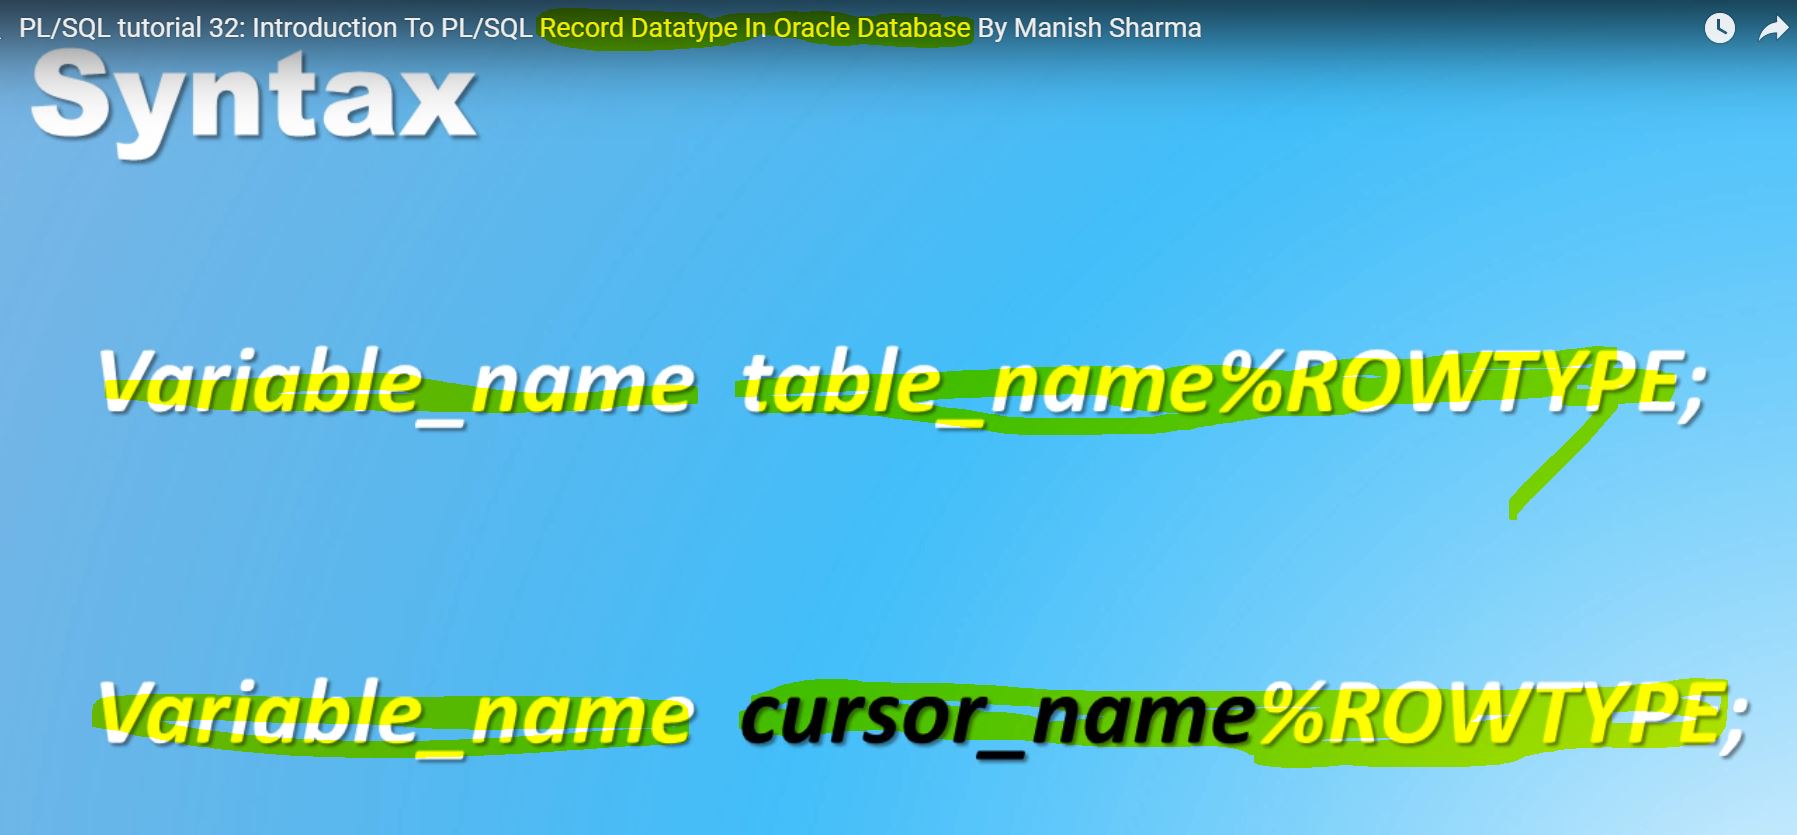 PL/SQL tutorial 32: Introduction To PL/SQL Record Datatype In Oracle Database By Manish Sharma
Syntax
Variable_name table_name%ROWTYPE;
Variable_name cursor_name%ROWTYPE;